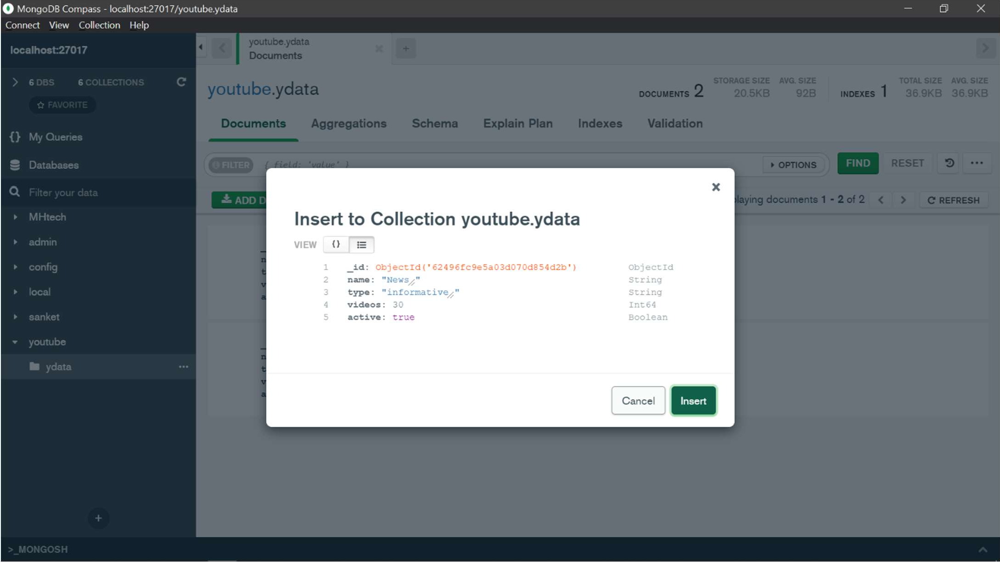 MongoDB Compass - localhost:27017/youtube.ydata
Connect View Collection Help
localhost:27017
6 DBS 6 COLLECTIONS
FAVORITE
My Queries
Databases
Filter your data
MHtech
admin
config
local
sanket
youtube
ydata
>_MONGOSH
youtube.ydata
Documents
youtube.ydata
DOCUMENTS 2
STORAGE SIZE 20.5KB
AVG. SIZE 92B
INDEXES 1
TOTAL SIZE 36.9KB
AVG. SIZE 36.9KB
Documents Aggregations Schema Explain Plan Indexes Validation
FILTER { field: 'value' } OPTIONS FIND RESET
ADD D
laying documents 1 - 2 of 2 REFRESH
Insert to Collection youtube.ydata
VIEW {}
1 _id: ObjectId('62496fc9e5a03d070d854d2b') ObjectId
2 name: "News" String
3 type: "informative" String
4 videos: 30 Int64
5 active: true Boolean
Cancel Insert